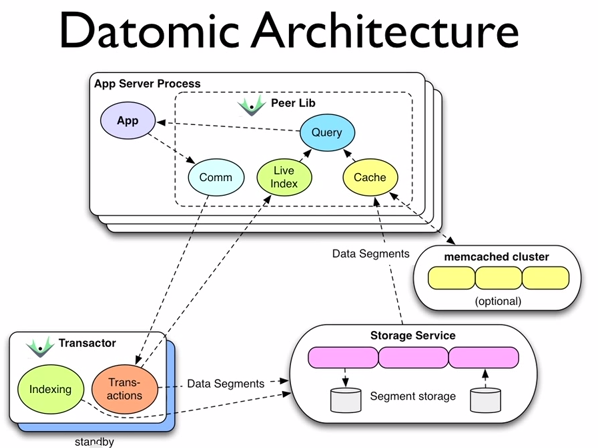 Datomic Architecture
App Server Process
Peer Lib
App
Query
Comm
Live
Index
Cache
Data Segments
memcached cluster
(optional)
Transactor
Indexing
Trans-
actions
Data Segments
Storage Service
Segment storage
standby